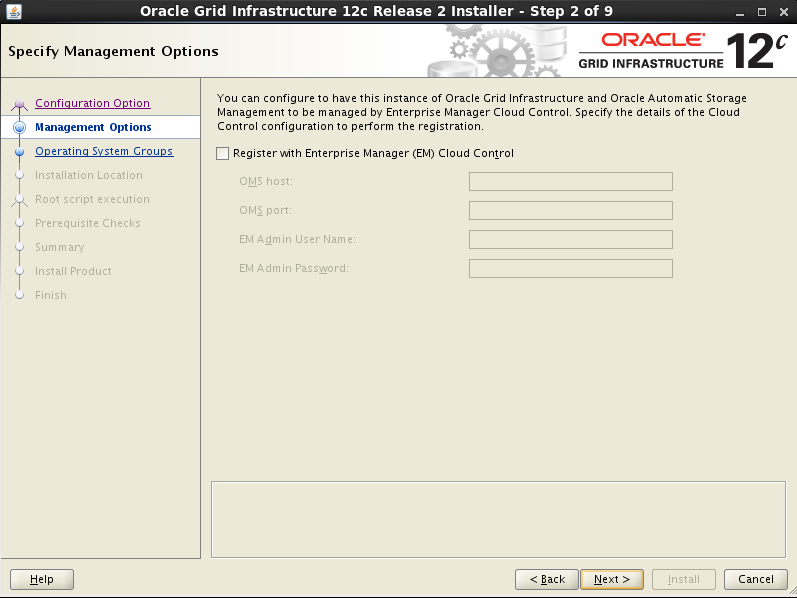 Oracle Grid Infrastructure 12c Release 2 Installer - Step 2 of 9
Specify Management Options
ORACLE
GRID INFRASTRUCTURE
12c
Configuration Option
Management Options
Operating System Groups
Installation Location
Root script execution
Prerequisite Checks
Summary
Install Product
Finish
You can configure to have this instance of Oracle Grid Infrastructure and Oracle Automatic Storage
Management to be managed by Enterprise Manager Cloud Control. Specify the details of the Cloud
Control configuration to perform the registration.
Register with Enterprise Manager (EM) Cloud Control
OMS host:
OMS port:
EM Admin User Name:
EM Admin Password:
Help
< Back
Next >
Install
Cancel